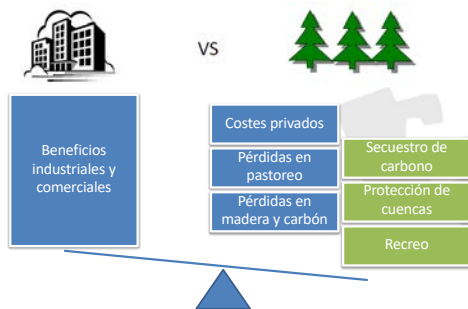 VS
Beneficios
industriales y
comerciales
Costes privados
Pérdidas en
pastoreo
Pérdidas en
madera y carbón
Secuestro de
carbono
Protección de
cuencas
Recreo